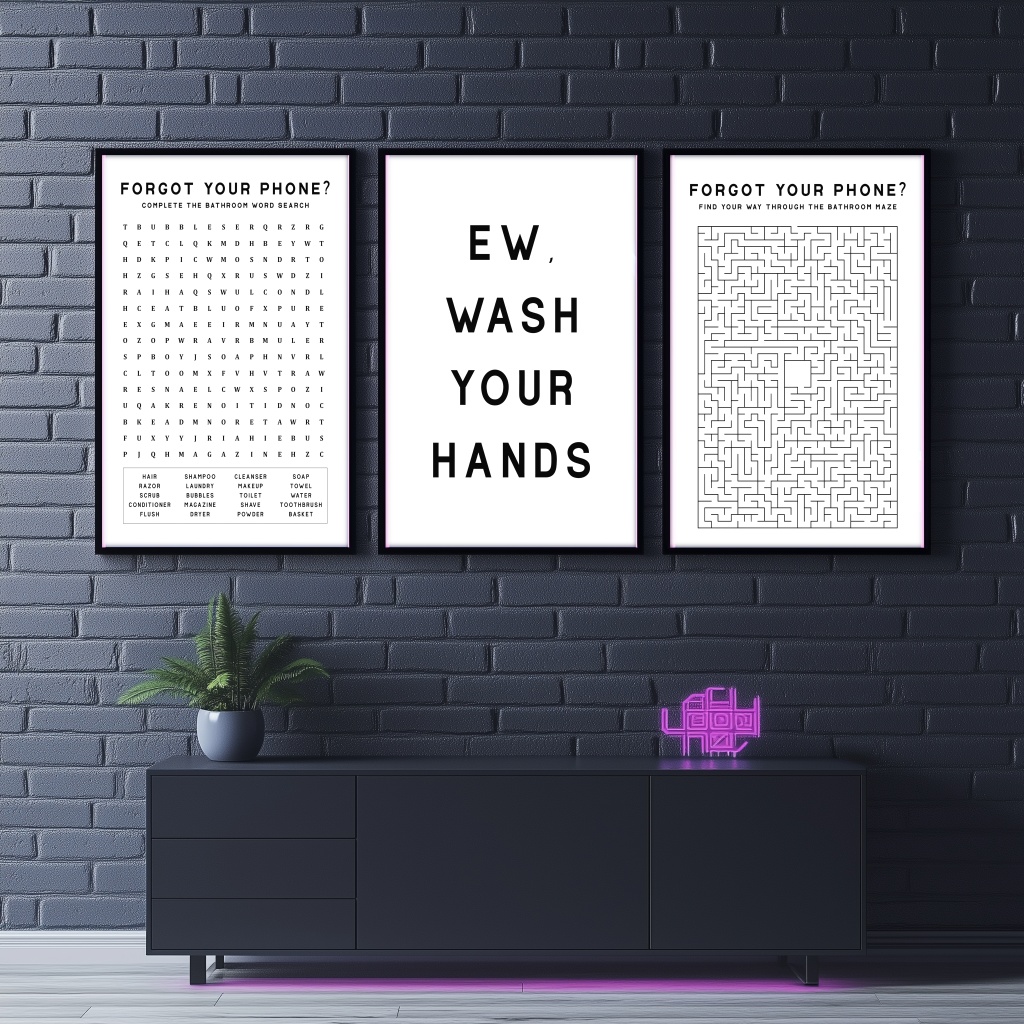 FORGOT YOUR PHONE?
COMPLETE THE BATHROOM WORD SEARCH
T B U B B L E S E R Q R Z R G
Q E T C L Q K M D H B E Y W T
H D K P I C W M O S N D R T O
H Z G S E H Q X R U S W D Z I
R A I H A Q S W U L C O N D L
H C E A T B L U O F X P U R E
E X G M A E E I R M N U A Y T
O Z O P W R A V R B M U L E R
S P B O Y J S O A P H N V R L
C L T O O M X F V H V T R A W
R E S N A E L C W X S P O Z I
U Q A K R E N O I T I D N O C
B K E A D M N O R E T A W R T
F U X Y Y J R I A H I E B U S
P J Q H M A G A Z I N E H Z C
HAIR SHAMPOO CLEANSER SOAP
RAZOR LAUNDRY MAKEUP TOWEL
SCRUB BUBBLES TOILET WATER
CONDITIONER MAGAZINE SHAVE TOOTHBRUSH
FLUSH DRYER POWDER BASKET
EW,
WASH
YOUR
HANDS
FORGOT YOUR PHONE?
FIND YOUR WAY THROUGH THE BATHROOM MAZE